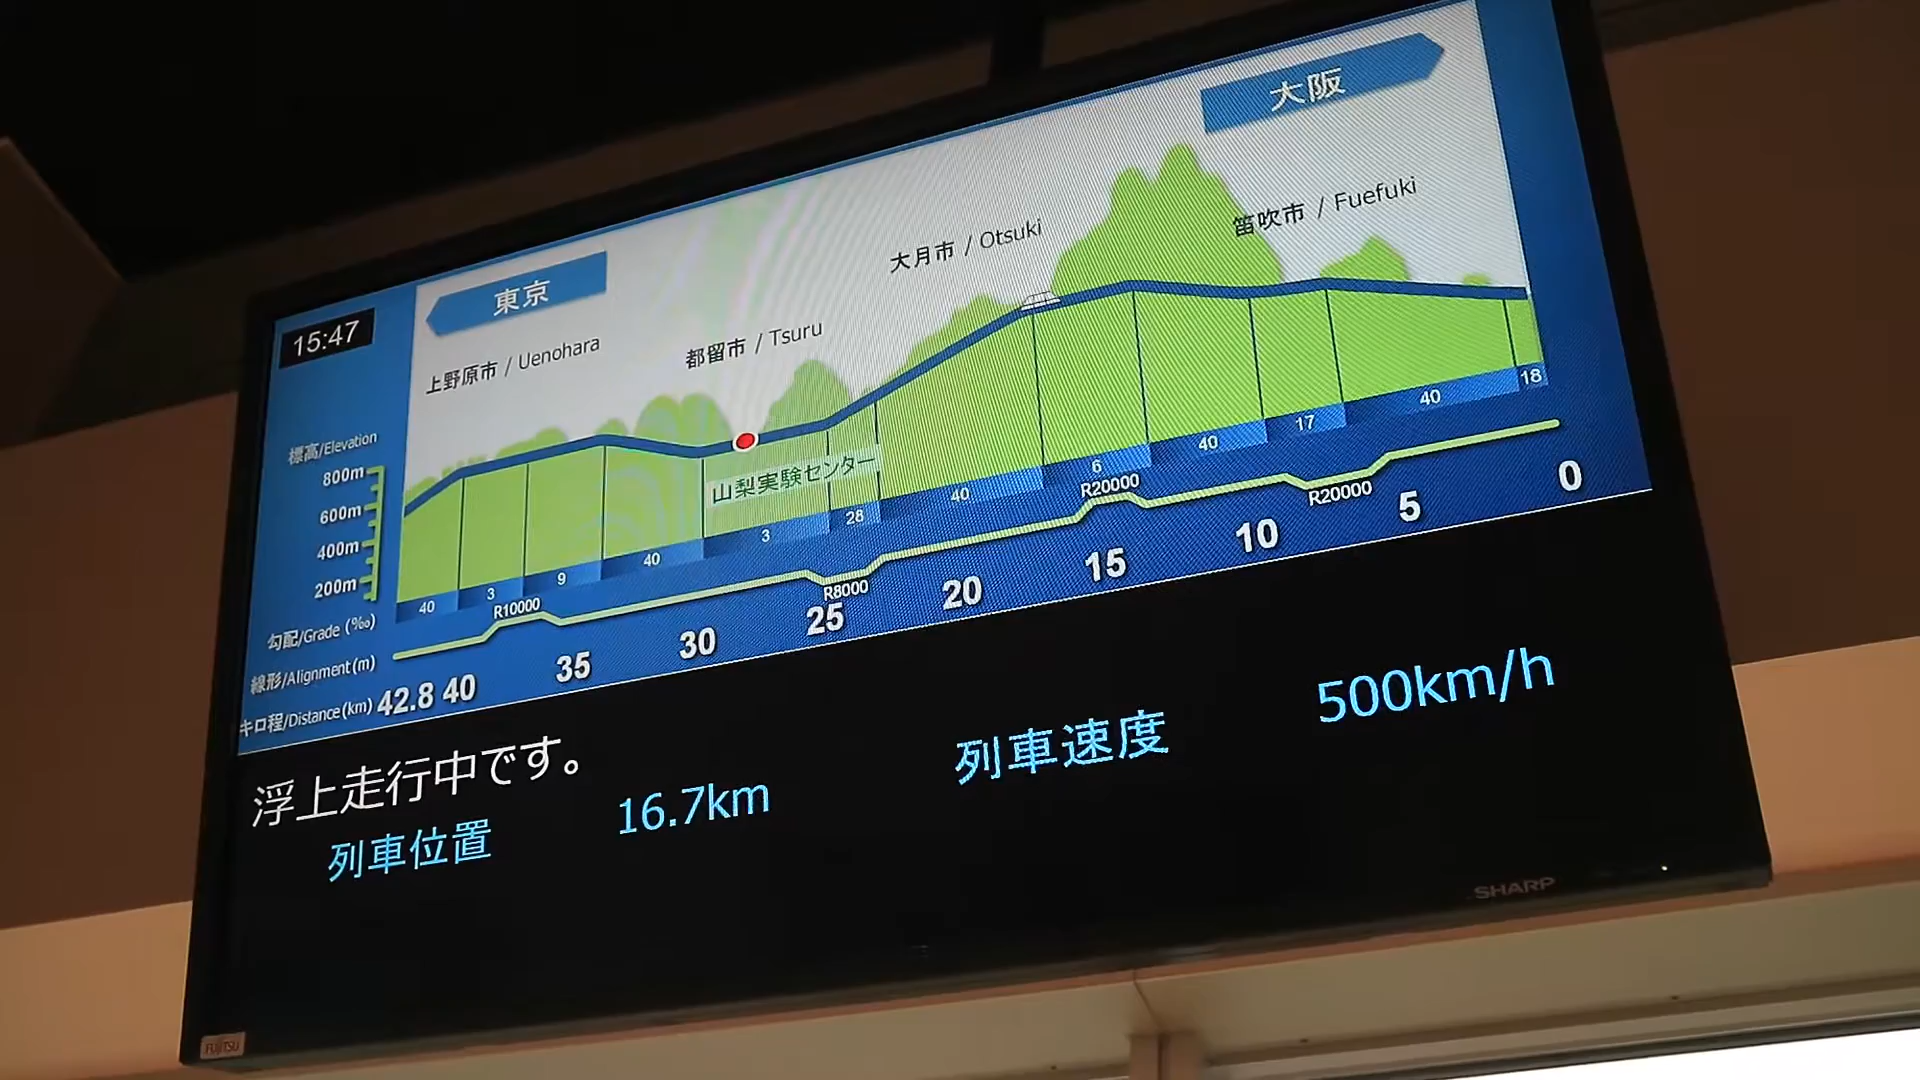 大阪
笛吹市 / Fuefuki
大月市 / Otsuki
東京
15:47
都留市 / Tsuru
上野原市 / Uenohara
標高/Elevation
800m
600m
400m
200m
山梨実験センター
勾配/Grade (‰) 40 3 9 40 3 28 40 6 40 17 40 18
線形/Alignment(m) R10000 R8000 R20000 R20000
キロ程/Distance(km) 42.8 40 35 30 25 20 15 10 5 0
浮上走行中です。
列車位置 16.7km 列車速度 500km/h
SHARP
FUJITSU